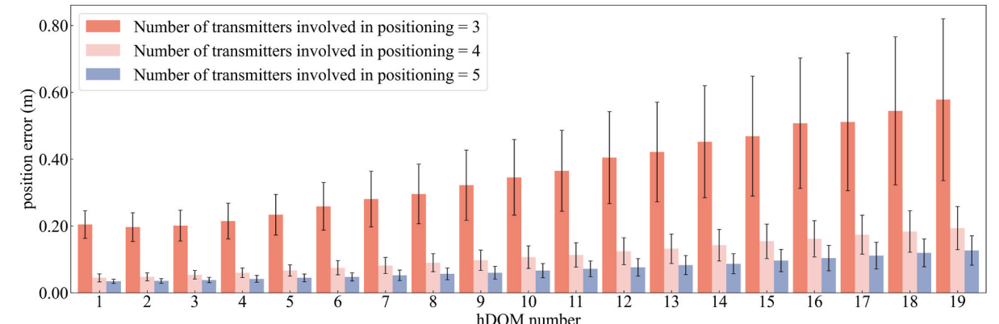 0.80
0.60
0.40
0.20
0.00
position error (m)
Number of transmitters involved in positioning = 3
Number of transmitters involved in positioning = 4
Number of transmitters involved in positioning = 5
1 2 3 4 5 6 7 8 9 10 11 12 13 14 15 16 17 18 19
hDOM number